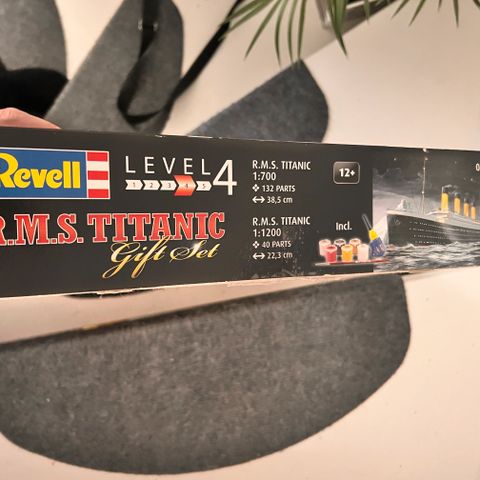 Revell
LEVEL 4
1 2 3 4 5
R.M.S. TITANIC
Gift Set
R.M.S. TITANIC
1:700
❖ 132 PARTS
↔ 38,5 cm
R.M.S. TITANIC
1:1200
❖ 40 PARTS
↔ 22,3 cm
12+
Incl.
0